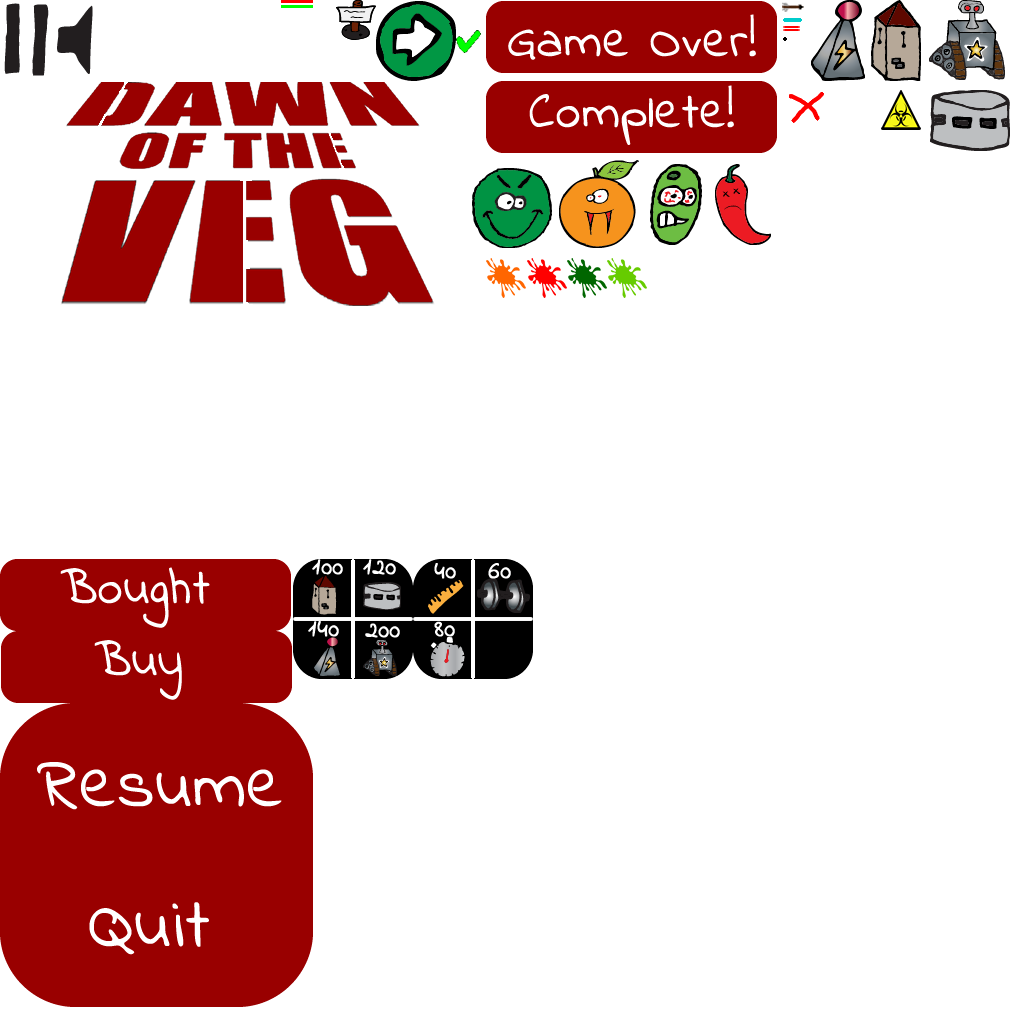 Game Over!
DAWN
OF THE
VEG
Complete!
Bought
Buy
100 120 40 60
140 200 80
Resume
Quit